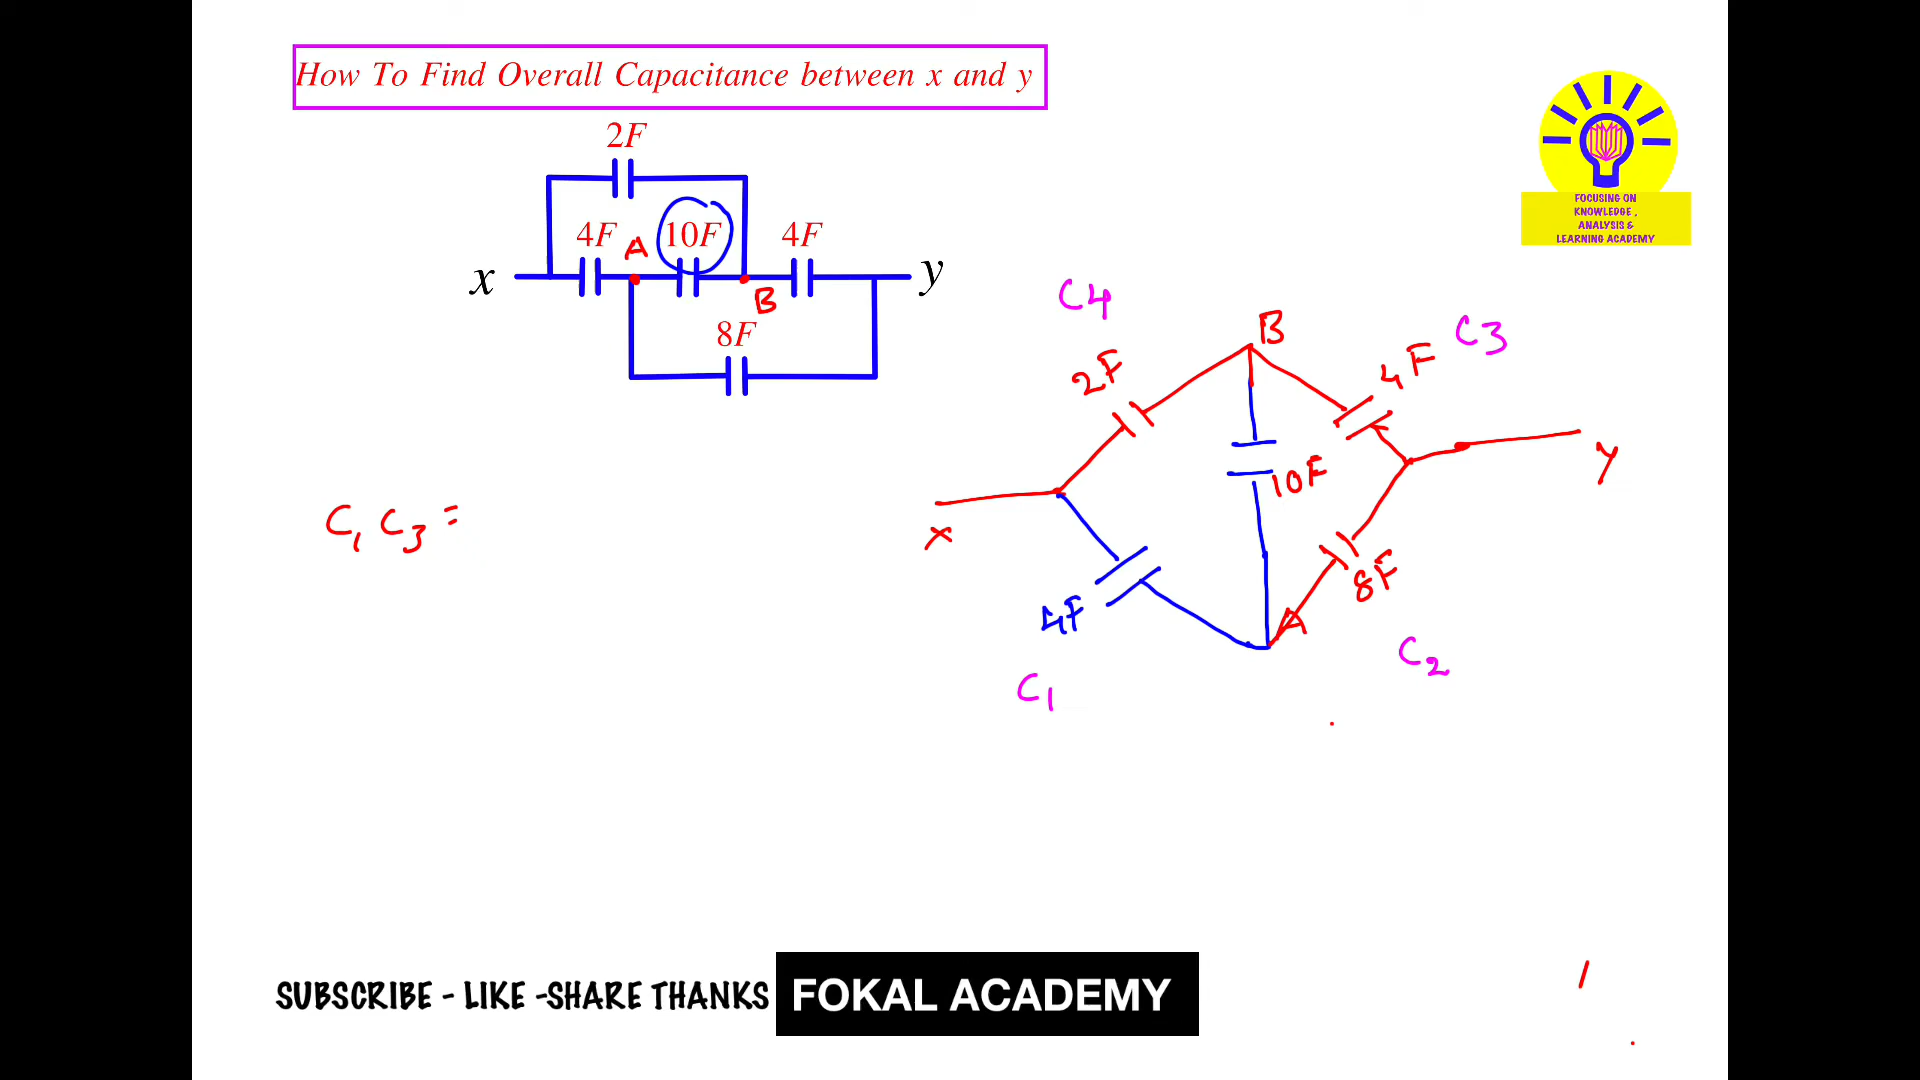 How To Find Overall Capacitance between x and y
2F
4F A 10F 4F
x y
B
8F
FOCUSING ON
KNOWLEDGE ,
ANALYSIS &
LEARNING ACADEMY
C4 B C3
2F 4F
10F y
C₁ C₃ =
x
4F A 8F
C1 C2
SUBSCRIBE - LIKE -SHARE THANKS FOKAL ACADEMY